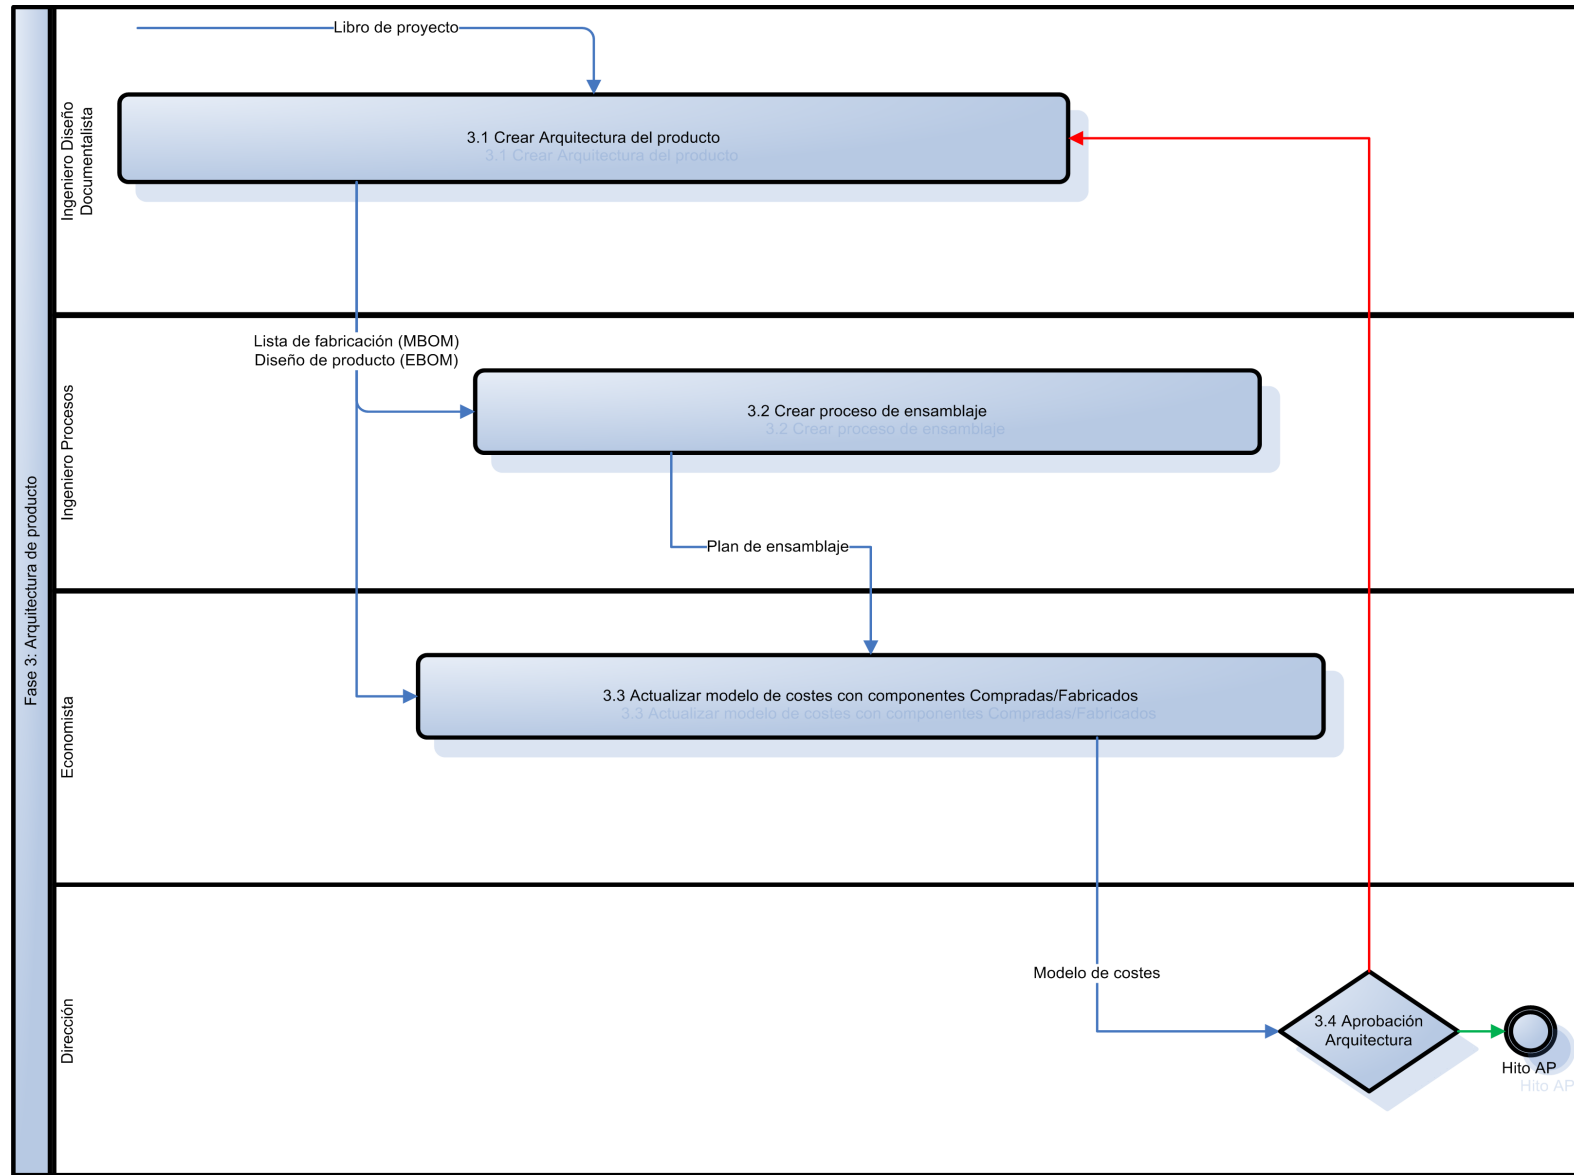 Fase 3: Arquitectura de producto
Ingeniero Diseño
Documentalista
Libro de proyecto
3.1 Crear Arquitectura del producto
3.1 Crear Arquitectura del producto
Ingeniero Procesos
Lista de fabricación (MBOM)
Diseño de producto (EBOM)
3.2 Crear proceso de ensamblaje
3.2 Crear proceso de ensamblaje
Plan de ensamblaje
Economista
3.3 Actualizar modelo de costes con componentes Compradas/Fabricados
3.3 Actualizar modelo de costes con componentes Compradas/Fabricados
Dirección
Modelo de costes
3.4 Aprobación
Arquitectura
Hito AP
Hito AP